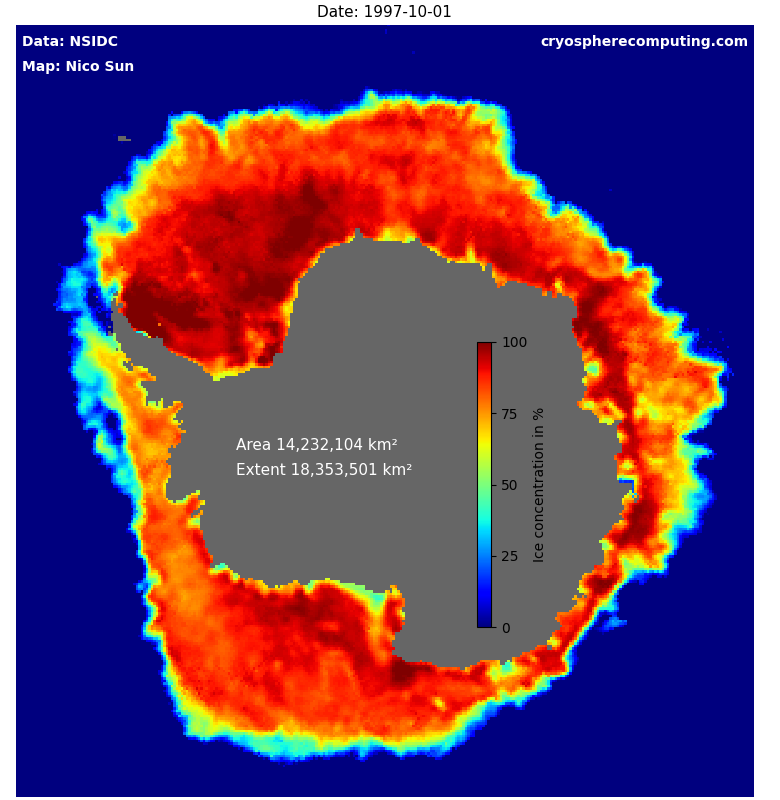 Date: 1997-10-01
Data: NSIDC
cryospherecomputing.com
Map: Nico Sun
100
75
50
25
0
Ice concentration in %
Area 14,232,104 km²
Extent 18,353,501 km²